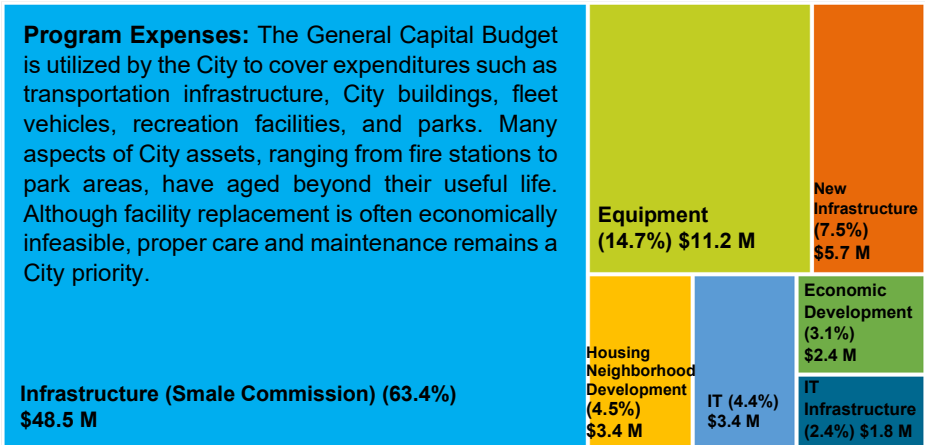 Program Expenses: The General Capital Budget
is utilized by the City to cover expenditures such as
transportation infrastructure, City buildings, fleet
vehicles, recreation facilities, and parks. Many
aspects of City assets, ranging from fire stations to
park areas, have aged beyond their useful life.
Although facility replacement is often economically
infeasible, proper care and maintenance remains a
City priority.
Infrastructure (Smale Commission) (63.4%)
$48.5 M
Equipment
(14.7%) $11.2 M
New
Infrastructure
(7.5%)
$5.7 M
Housing
Neighborhood
Development
(4.5%)
$3.4 M
IT (4.4%)
$3.4 M
Economic
Development
(3.1%)
$2.4 M
IT
Infrastructure
(2.4%) $1.8 M